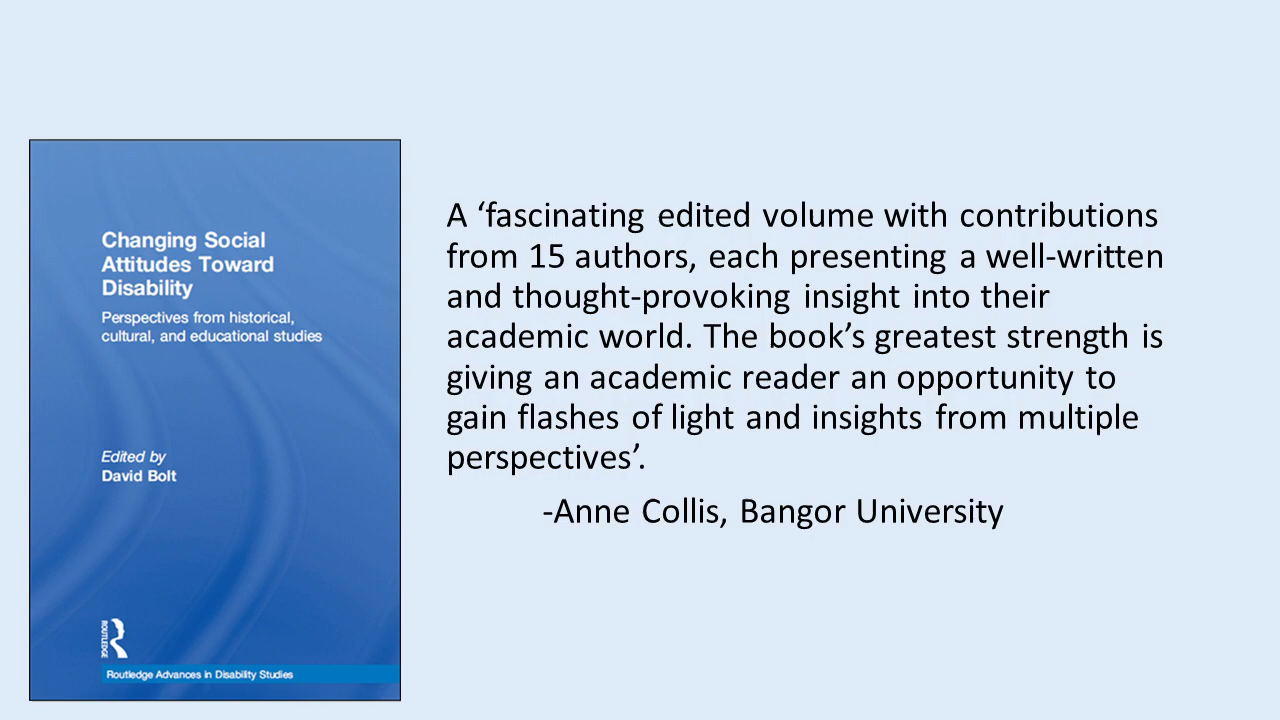 Changing Social
Attitudes Toward
Disability
Perspectives from historical,
cultural, and educational studies
Edited by
David Bolt
ROUTLEDGE
Routledge Advances in Disability Studies
A ‘fascinating edited volume with contributions
from 15 authors, each presenting a well-written
and thought-provoking insight into their
academic world. The book’s greatest strength is
giving an academic reader an opportunity to
gain flashes of light and insights from multiple
perspectives’.
-Anne Collis, Bangor University